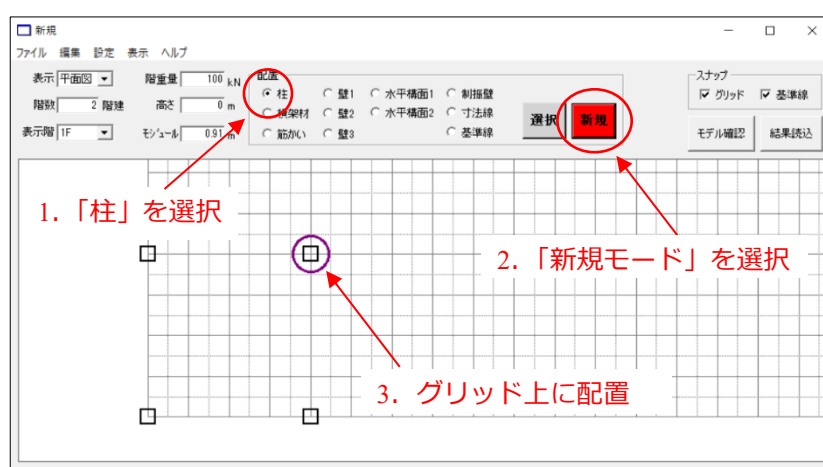 新規
ファイル 編集 設定 表示 ヘルプ
表示 平面図 階重量 100 kN 配置 スナップ
柱 壁1 水平構面1 制振壁 グリッド 基準線
階数 2 階建 高さ 0 m 横架材 壁2 水平構面2 寸法線 選択 新規
表示階 1F モジュール 0.91 m 筋かい 壁3 基準線 モデル確認 結果読込
1.「柱」を選択
2.「新規モード」を選択
3. グリッド上に配置